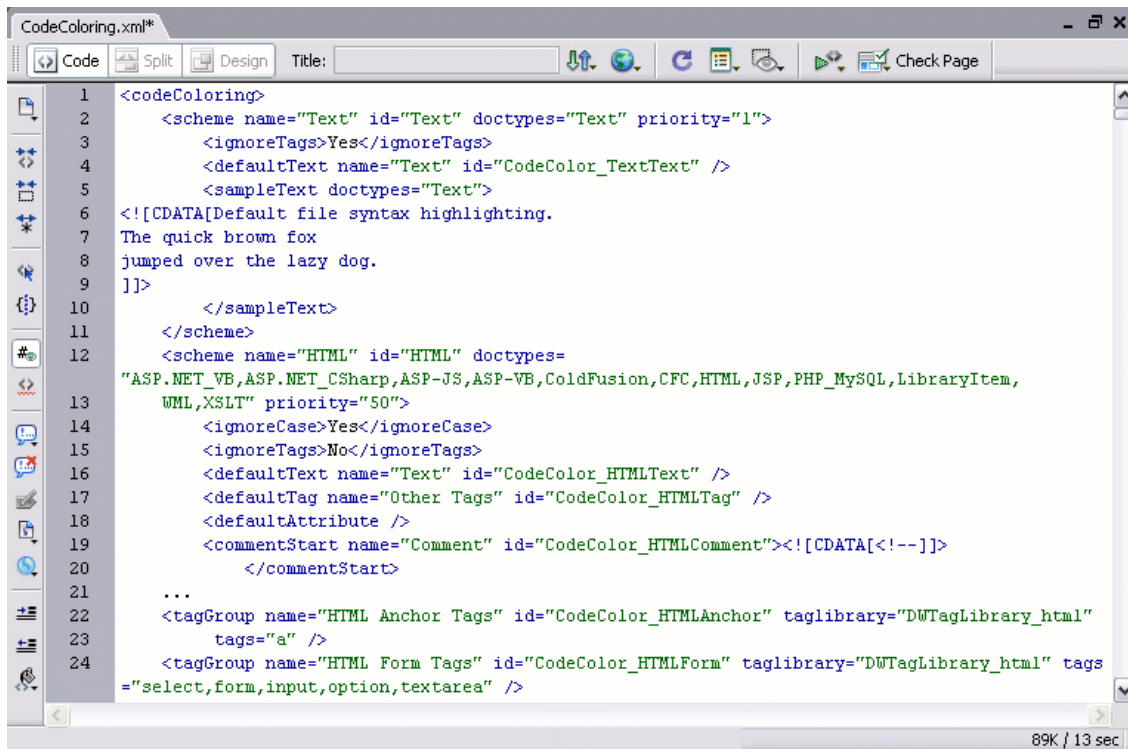 CodeColoring.xml*
Code Split Design Title: Check Page
1 <codeColoring>
2 <scheme name="Text" id="Text" doctypes="Text" priority="1">
3 <ignoreTags>Yes</ignoreTags>
4 <defaultText name="Text" id="CodeColor_TextText" />
5 <sampleText doctypes="Text">
6 <![CDATA[Default file syntax highlighting.
7 The quick brown fox
8 jumped over the lazy dog.
9 ]]>
10 </sampleText>
11 </scheme>
12 <scheme name="HTML" id="HTML" doctypes=
"ASP.NET_VB,ASP.NET_CSharp,ASP-JS,ASP-VB,ColdFusion,CFC,HTML,JSP,PHP_MySQL,LibraryItem,
13 WML,XSLT" priority="50">
14 <ignoreCase>Yes</ignoreCase>
15 <ignoreTags>No</ignoreTags>
16 <defaultText name="Text" id="CodeColor_HTMLText" />
17 <defaultTag name="Other Tags" id="CodeColor_HTMLTag" />
18 <defaultAttribute />
19 <commentStart name="Comment" id="CodeColor_HTMLComment"><![CDATA[<!--]]>
20 </commentStart>
21 ...
22 <tagGroup name="HTML Anchor Tags" id="CodeColor_HTMLAnchor" taglibrary="DWTagLibrary_html"
23 tags="a" />
24 <tagGroup name="HTML Form Tags" id="CodeColor_HTMLForm" taglibrary="DWTagLibrary_html" tags
="select,form,input,option,textarea" />
89K / 13 sec